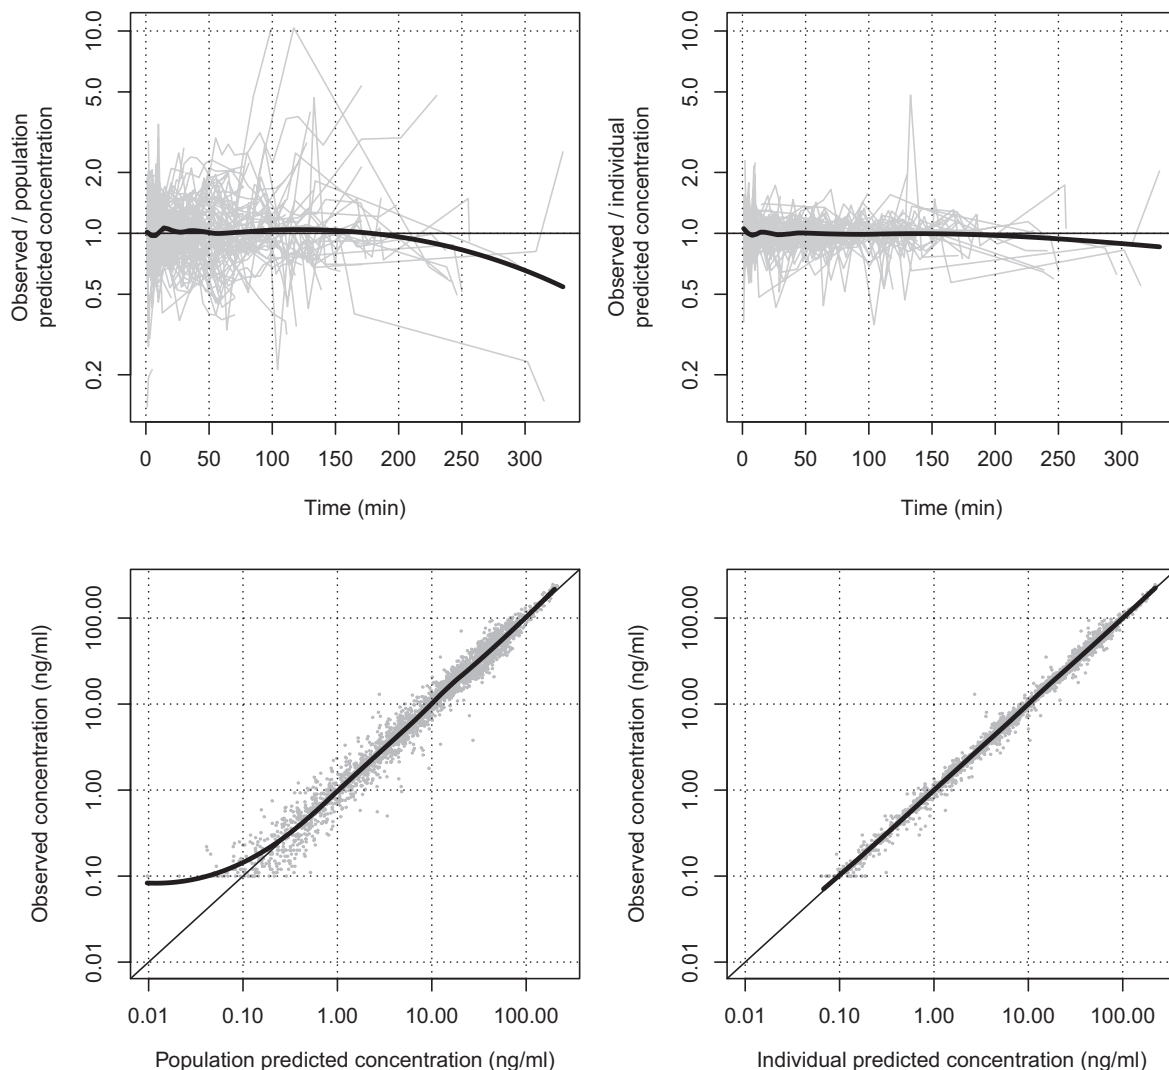 Observed / population
predicted concentration
10.0
5.0
2.0
1.0
0.5
0.2
0 50 100 150 200 250 300
Time (min)
Observed / individual
predicted concentration
10.0
5.0
2.0
1.0
0.5
0.2
0 50 100 150 200 250 300
Time (min)
Observed concentration (ng/ml)
100.00
10.00
1.00
0.10
0.01
0.01 0.10 1.00 10.00 100.00
Population predicted concentration (ng/ml)
Observed concentration (ng/ml)
100.00
10.00
1.00
0.10
0.01
0.01 0.10 1.00 10.00 100.00
Individual predicted concentration (ng/ml)